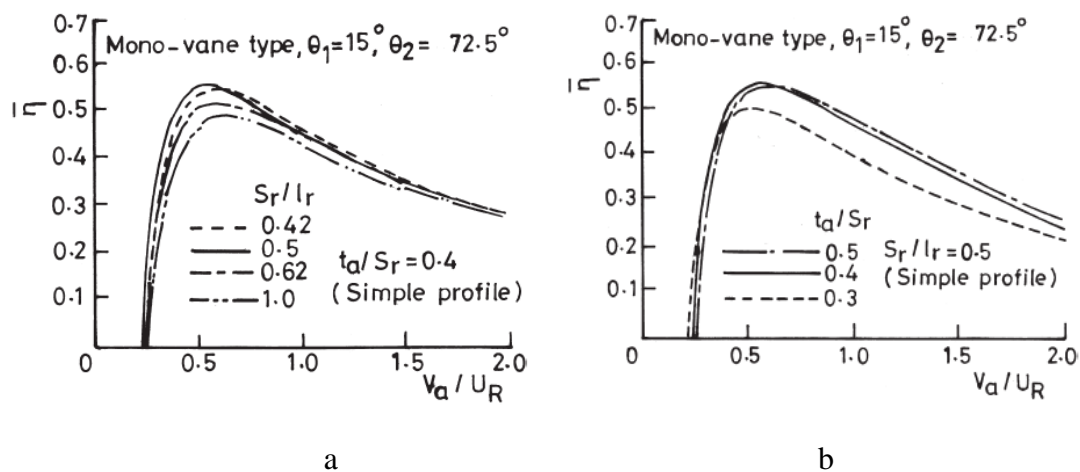 0.7
Mono-vane type, θ1=15°, θ2= 72.5°
0.6
η̅
0.5
0.4
0.3
0.2
0.1
Sr/lr
0.42
0.5
0.62
1.0
ta/Sr=0.4
(Simple profile)
0
0.5
1.0
1.5
2.0
Va/UR
a
0.7
Mono-vane type, θ1=15°, θ2= 72.5°
0.6
η̅
0.5
0.4
0.3
0.2
0.1
ta/Sr
0.5
0.4
0.3
Sr/lr=0.5
(Simple profile)
0
0.5
1.0
1.5
2.0
Va/UR
b